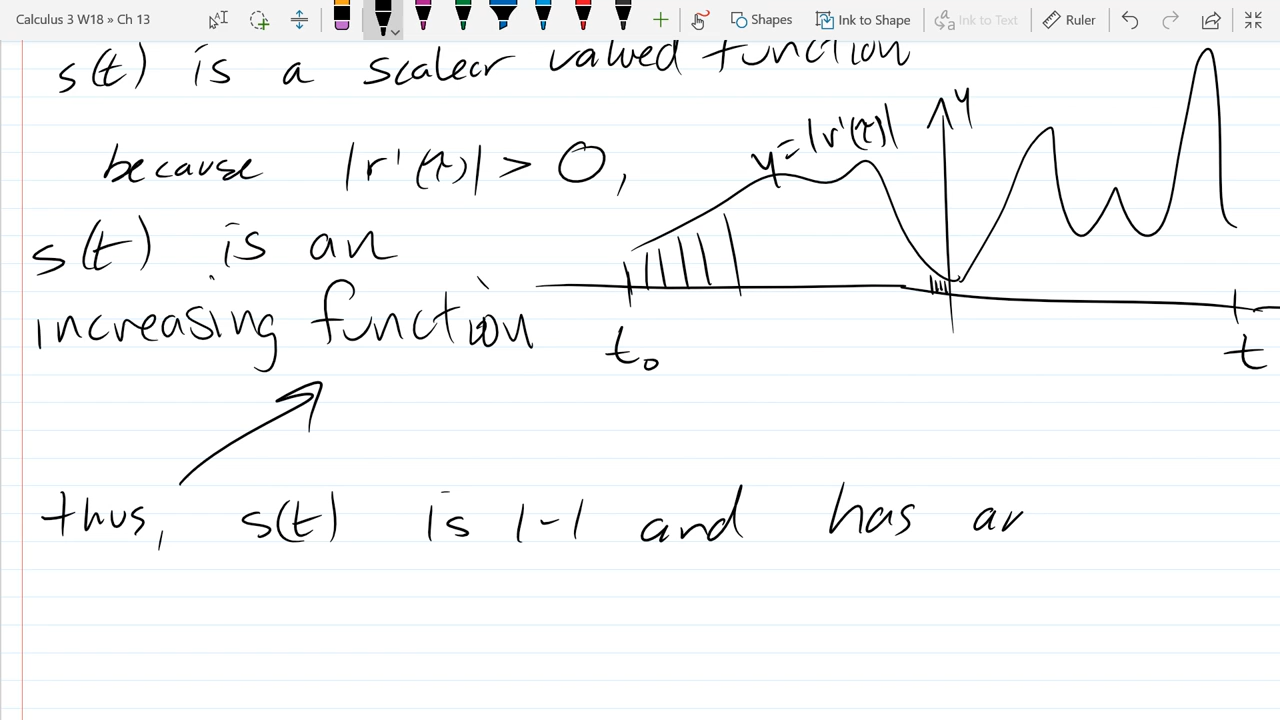 Calculus 3 W18 » Ch 13
Shapes
Ink to Shape
Ink to Text
Ruler
s(t) is a scalar valued function
because |r'(t)| > 0,
y=|r'(t)|
y
s(t) is an
increasing function
t₀
t
thus, s(t) is 1-1 and has an